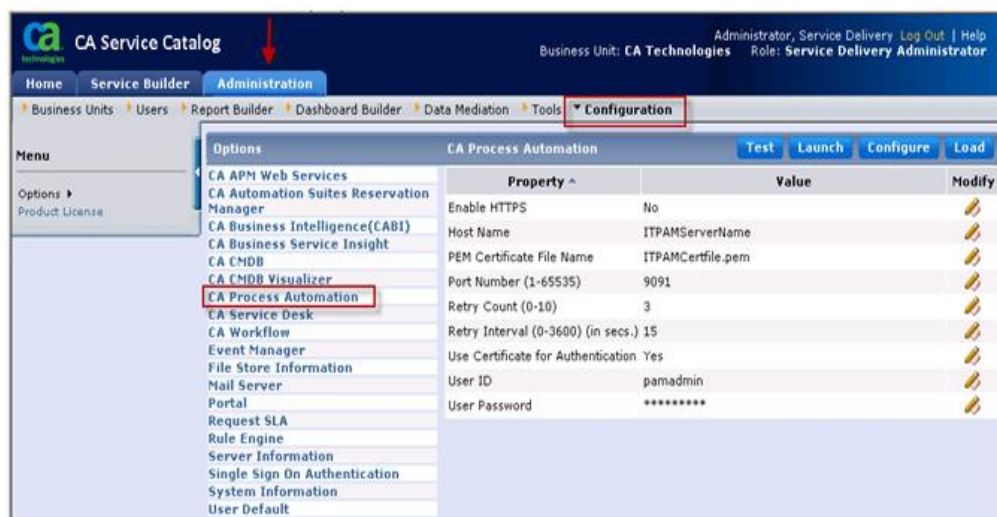 ca
technologies
CA Service Catalog
Administrator, Service Delivery Log Out | Help
Business Unit: CA Technologies Role: Service Delivery Administrator
Home Service Builder Administration
Business Units Users Report Builder Dashboard Builder Data Mediation Tools Configuration
Menu
Options
Product License
Options
CA APM Web Services
CA Automation Suites Reservation
Manager
CA Business Intelligence(CABI)
CA Business Service Insight
CA CMDB
CA CMDB Visualizer
CA Process Automation
CA Service Desk
CA Workflow
Event Manager
File Store Information
Mail Server
Portal
Request SLA
Rule Engine
Server Information
Single Sign On Authentication
System Information
User Default
CA Process Automation Test Launch Configure Load
Property Value Modify
Enable HTTPS No
Host Name ITPAMServerName
PEM Certificate File Name ITPAMCertfile.pem
Port Number (1-65535) 9091
Retry Count (0-10) 3
Retry Interval (0-3600) (in secs.) 15
Use Certificate for Authentication Yes
User ID pamadmin
User Password *********